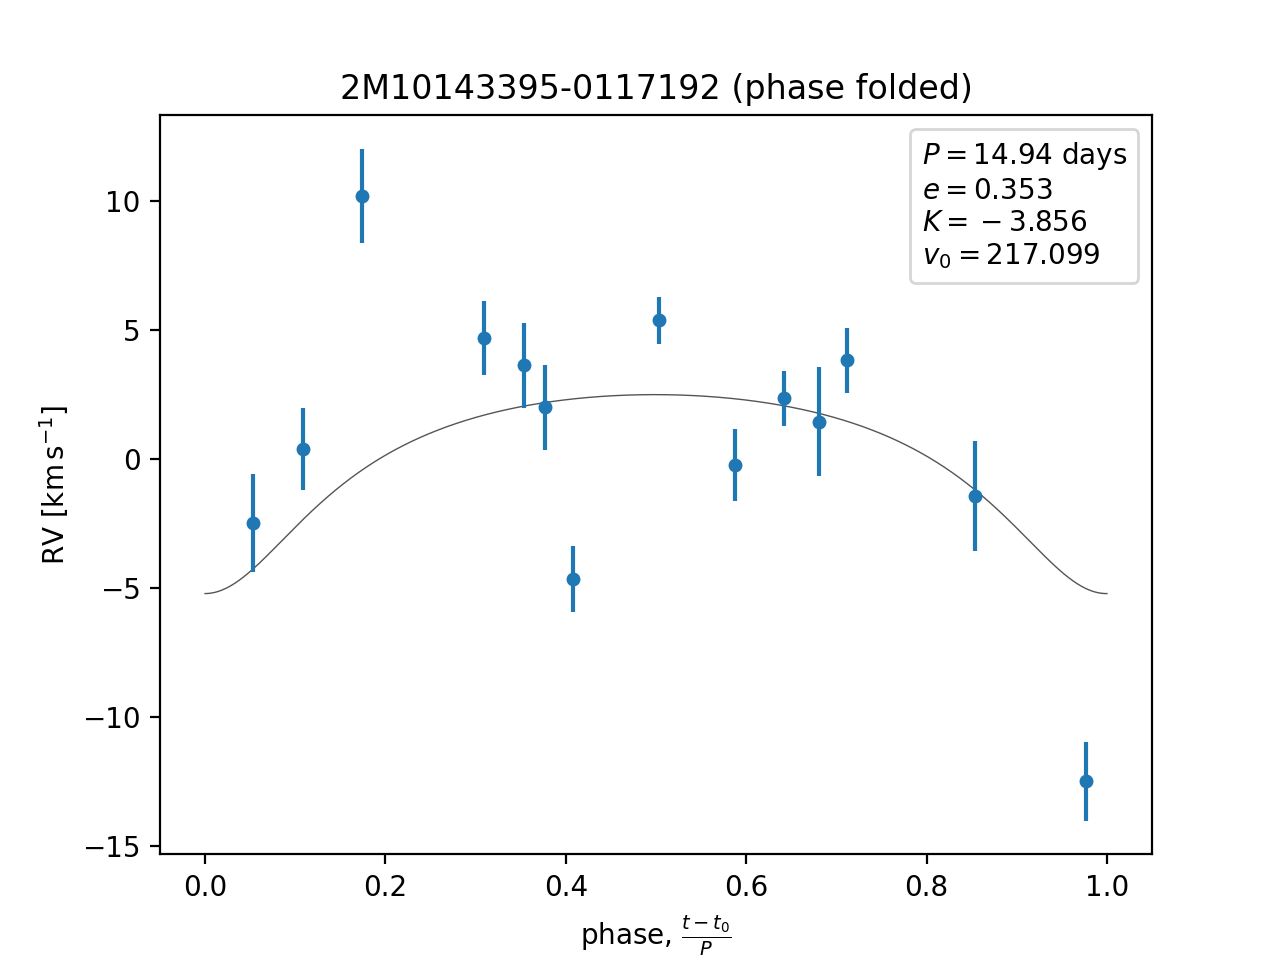 2M10143395-0117192 (phase folded)
P = 14.94 days
e = 0.353
K = −3.856
v₀ = 217.099
RV [km s⁻¹]
10
5
0
−5
−10
−15
0.0 0.2 0.4 0.6 0.8 1.0
phase, (t − t₀)/P